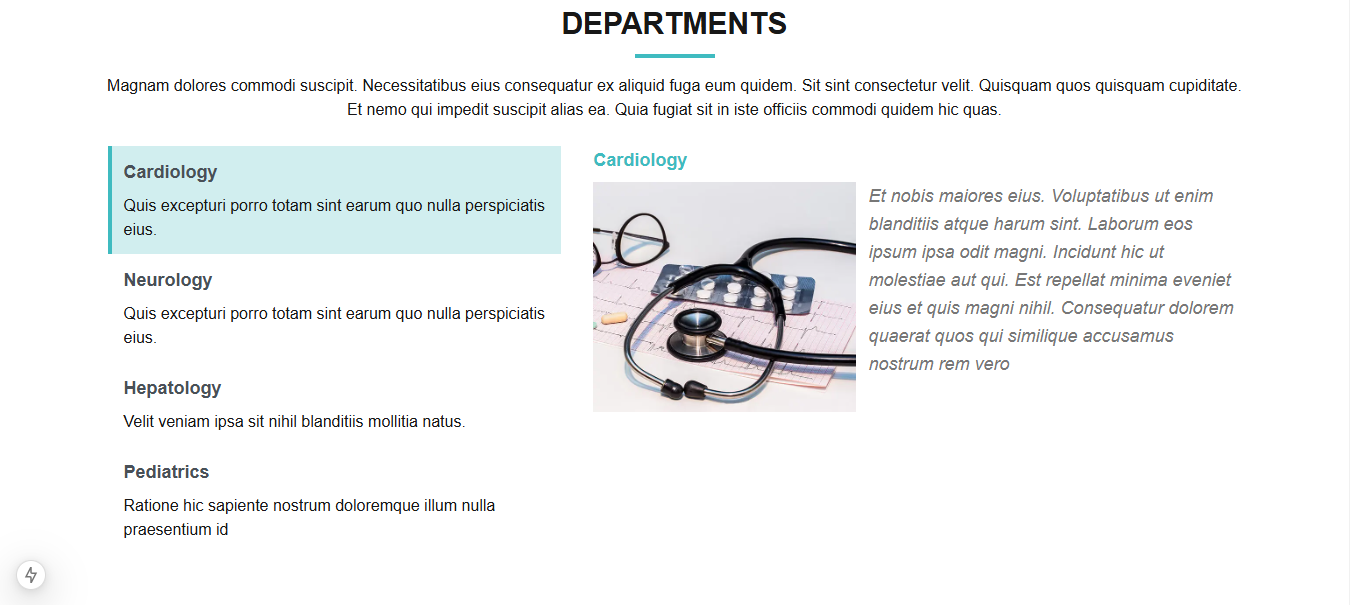 DEPARTMENTS
Magnam dolores commodi suscipit. Necessitatibus eius consequatur ex aliquid fuga eum quidem. Sit sint consectetur velit. Quisquam quos quisquam cupiditate.
Et nemo qui impedit suscipit alias ea. Quia fugiat sit in iste officiis commodi quidem hic quas.
Cardiology
Quis excepturi porro totam sint earum quo nulla perspiciatis
eius.
Neurology
Quis excepturi porro totam sint earum quo nulla perspiciatis
eius.
Hepatology
Velit veniam ipsa sit nihil blanditiis mollitia natus.
Pediatrics
Ratione hic sapiente nostrum doloremque illum nulla
praesentium id
Cardiology
Et nobis maiores eius. Voluptatibus ut enim
blanditiis atque harum sint. Laborum eos
ipsum ipsa odit magni. Incidunt hic ut
molestiae aut qui. Est repellat minima eveniet
eius et quis magni nihil. Consequatur dolorem
quaerat quos qui similique accusamus
nostrum rem vero